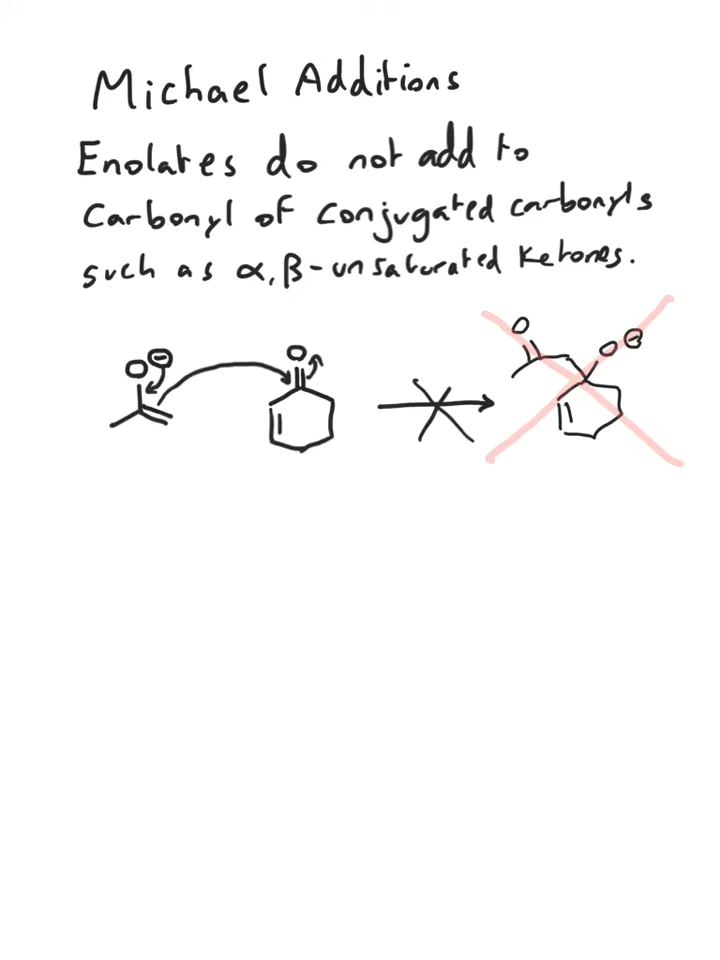 Michael Additions
Enolates do not add to
Carbonyl of conjugated carbonyls
such as α,β-unsaturated Ketones.
O ⊖
O
O
O ⊖